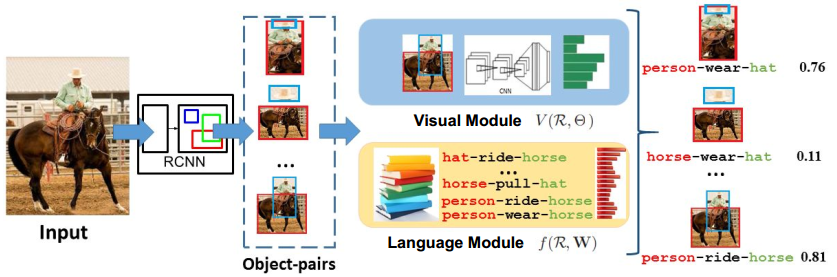 Input
RCNN
...
Object-pairs
CNN
Visual Module V(R, Θ)
hat-ride-horse
...
horse-pull-hat
person-ride-horse
person-wear-horse
Language Module f(R, W)
person-wear-hat 0.76
horse-wear-hat 0.11
...
person-ride-horse 0.81